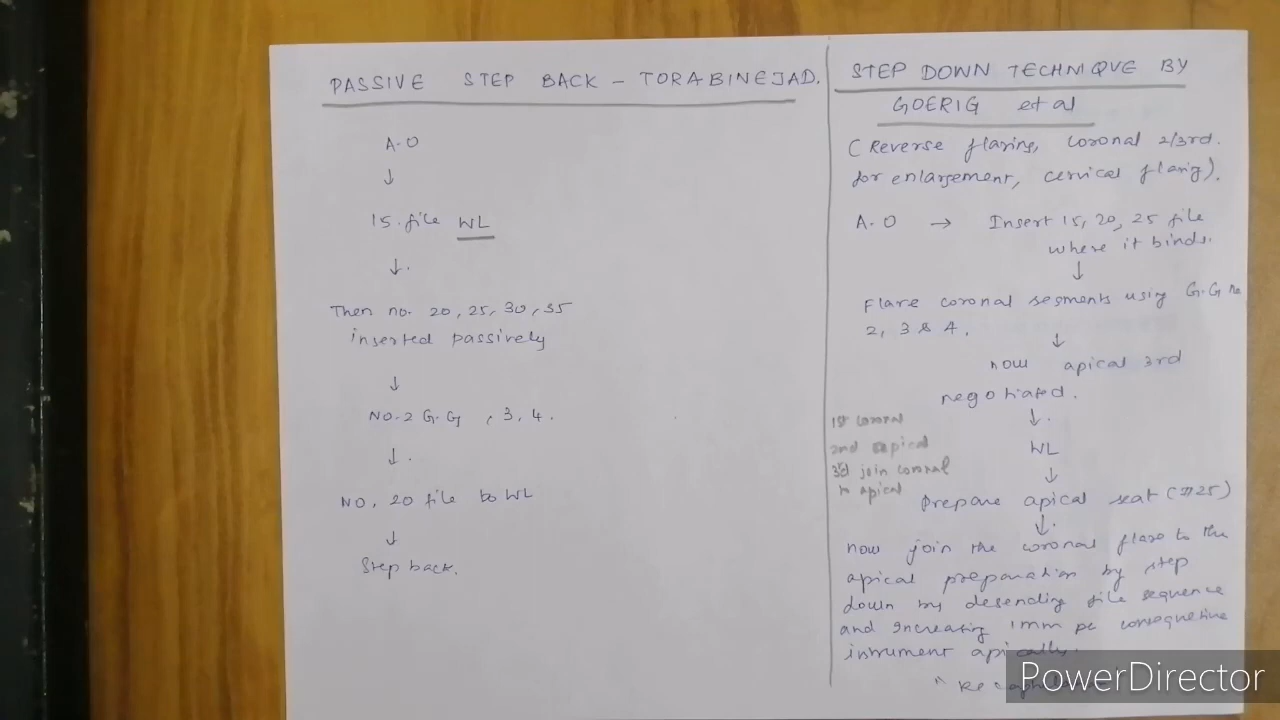 PASSIVE STEP BACK - TORABINEJAD.
A.O
↓
15. file WL
↓.
Then no. 20, 25, 30, 35
inserted passively
↓
NO. 2 G.G , 3, 4.
↓.
NO. 20 file to WL
↓
Step back.
STEP DOWN TECHNIQUE BY
GOERIG et al
(Reverse flaring, coronal 2/3rd.
for enlargement, cervical flaring).
A.O → Insert 15, 20, 25 file
where it binds.
↓
Flare coronal segments using G.G no
2, 3 & 4.
↓
now apical 3rd
negotiated.
↓.
WL
↓
1st coronal
2nd apical
3rd join coronal
to apical
Prepare apical seat (#25)
↓.
now join the coronal flare to the
apical preparation by step
down by desending file sequence
and increasing 1mm pe consequetive
instrument apically.
PowerDirector